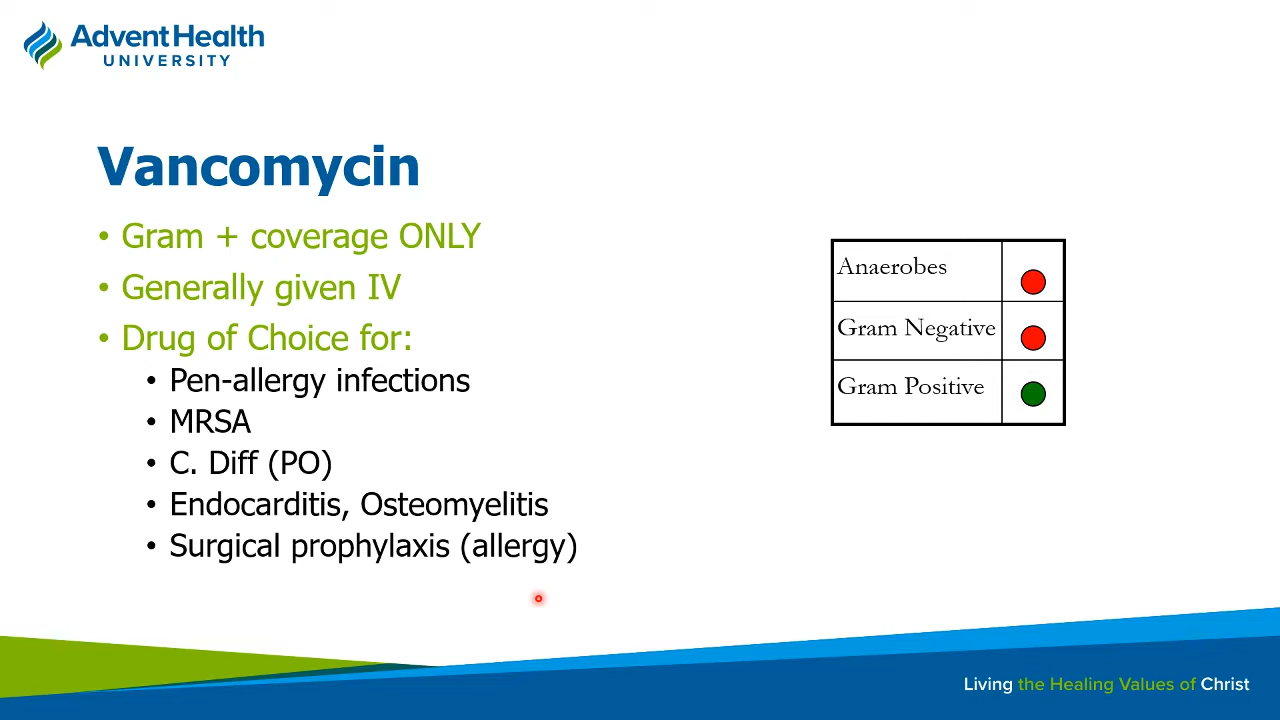 AdventHealth
UNIVERSITY
Vancomycin
• Gram + coverage ONLY
• Generally given IV
• Drug of Choice for:
• Pen-allergy infections
• MRSA
• C. Diff (PO)
• Endocarditis, Osteomyelitis
• Surgical prophylaxis (allergy)
Anaerobes
Gram Negative
Gram Positive
Living the Healing Values of Christ